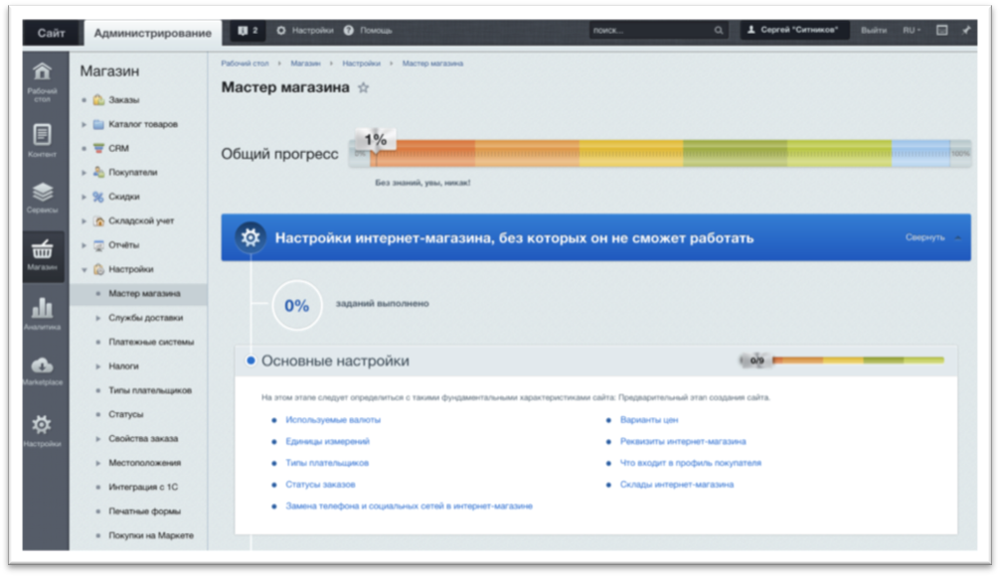 Сайт
Администрирование
2
Настройки
Помощь
поиск...
Сергей "Ситников"
Выйти
RU
Рабочий стол
Контент
Сервисы
Магазин
Аналитика
Marketplace
Настройки
Магазин
Заказы
Каталог товаров
CRM
Покупатели
Скидки
Складской учет
Отчёты
Настройки
Мастер магазина
Службы доставки
Платежные системы
Налоги
Типы плательщиков
Статусы
Свойства заказа
Местоположения
Интеграция с 1С
Печатные формы
Покупки на Маркете
Рабочий стол Магазин Настройки Мастер магазина
Мастер магазина
Общий прогресс
0%
1%
100%
Без знаний, увы, никак!
Настройки интернет-магазина, без которых он не сможет работать
Свернуть
0%
заданий выполнено
Основные настройки
0/9
На этом этапе следует определиться с такими фундаментальными характеристиками сайта: Предварительный этап создания сайта.
Используемые валюты
Единицы измерений
Типы плательщиков
Статусы заказов
Замена телефона и социальных сетей в интернет-магазине
Варианты цен
Реквизиты интернет-магазина
Что входит в профиль покупателя
Склады интернет-магазина